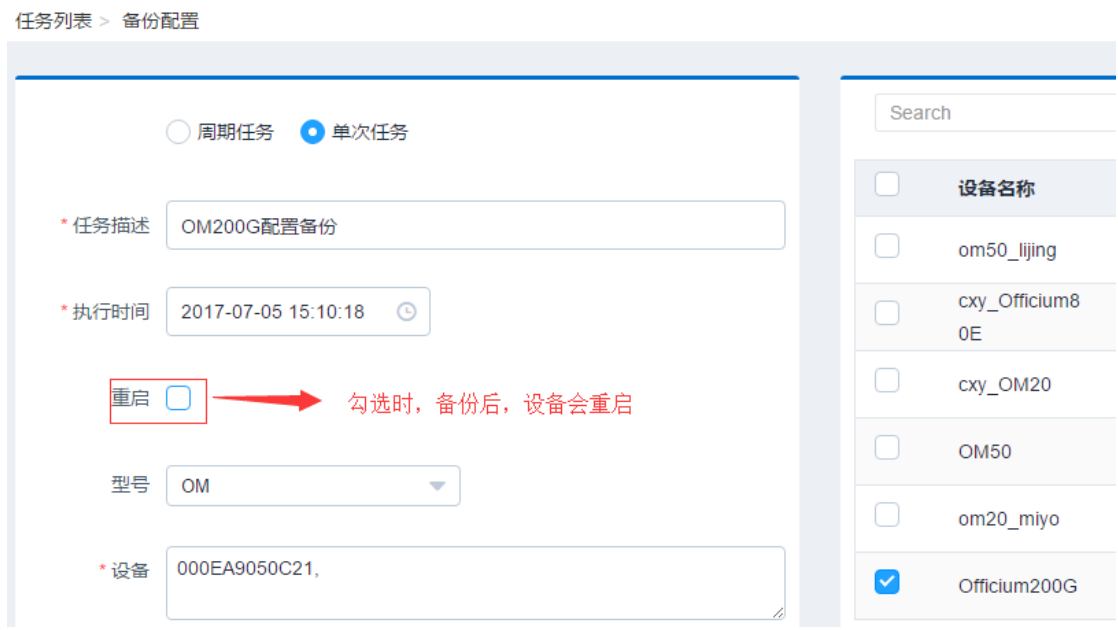 任务列表 > 备份配置
周期任务 单次任务
* 任务描述 OM200G配置备份
* 执行时间 2017-07-05 15:10:18
重启 勾选时，备份后，设备会重启
型号 OM
* 设备 000EA9050C21,
Search
设备名称
om50_lijing
cxy_Officium8
0E
cxy_OM20
OM50
om20_miyo
Officium200G